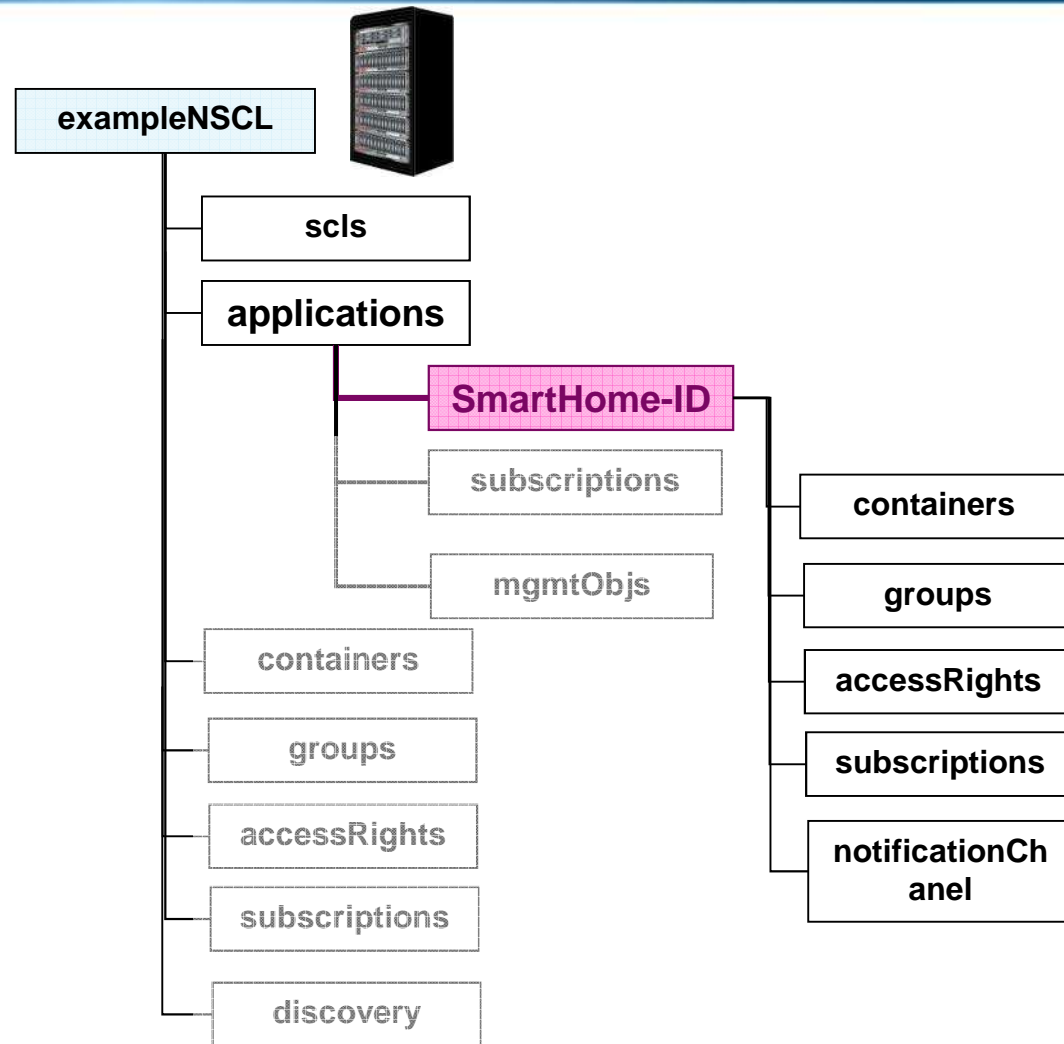 exampleNSCL
scls
applications
SmartHome-ID
subscriptions
mgmtObjs
containers
groups
accessRights
subscriptions
discovery
containers
groups
accessRights
subscriptions
notificationCh
anel